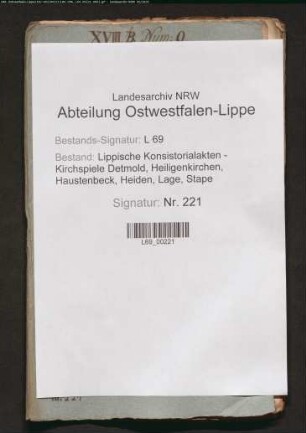 XVIII B Num: 9
Landesarchiv NRW
Abteilung Ostwestfalen-Lippe
Bestands-Signatur: L 69
Bestand: Lippische Konsistorialakten -
Kirchspiele Detmold, Heiligenkirchen,
Haustenbeck, Heiden, Lage, Stape
Signatur: Nr. 221
L69_00221